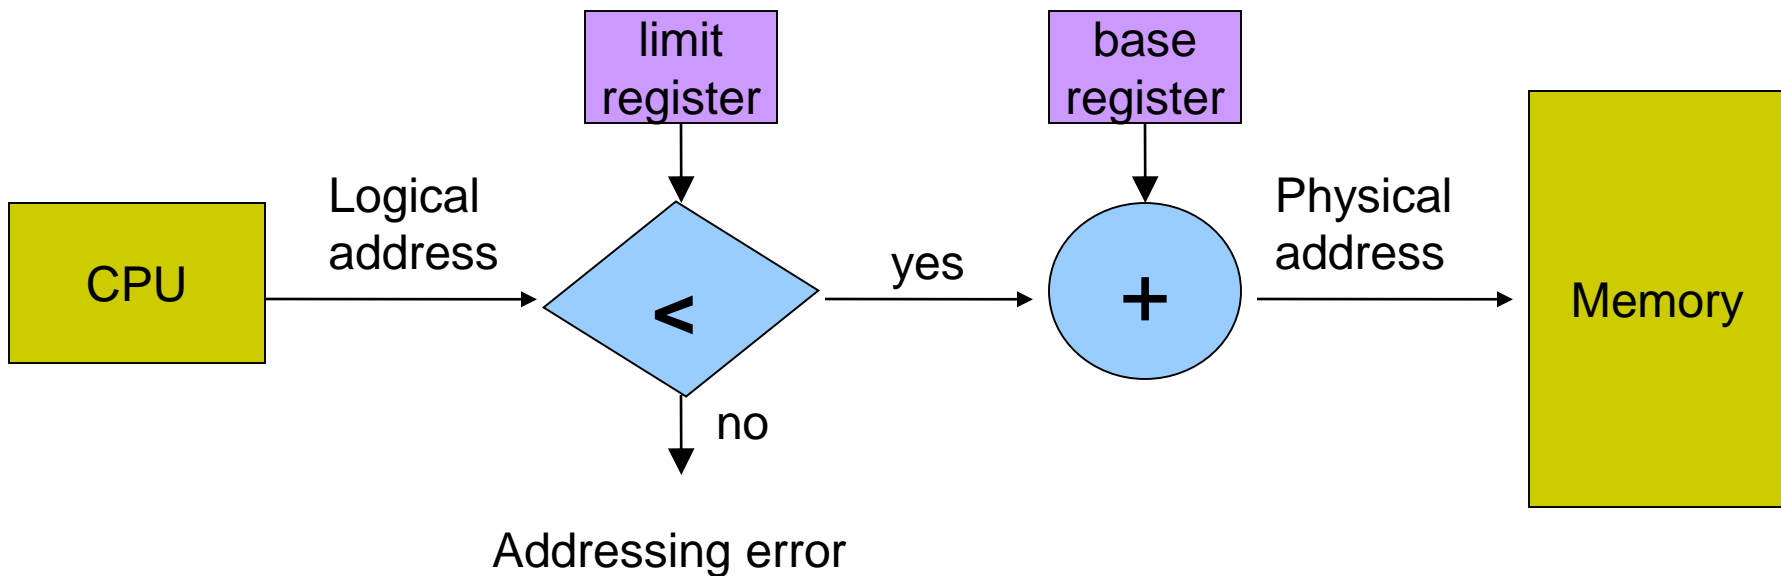 limit
register
base
register
Logical
address
Physical
address
CPU
<
yes
+
Memory
no
Addressing error